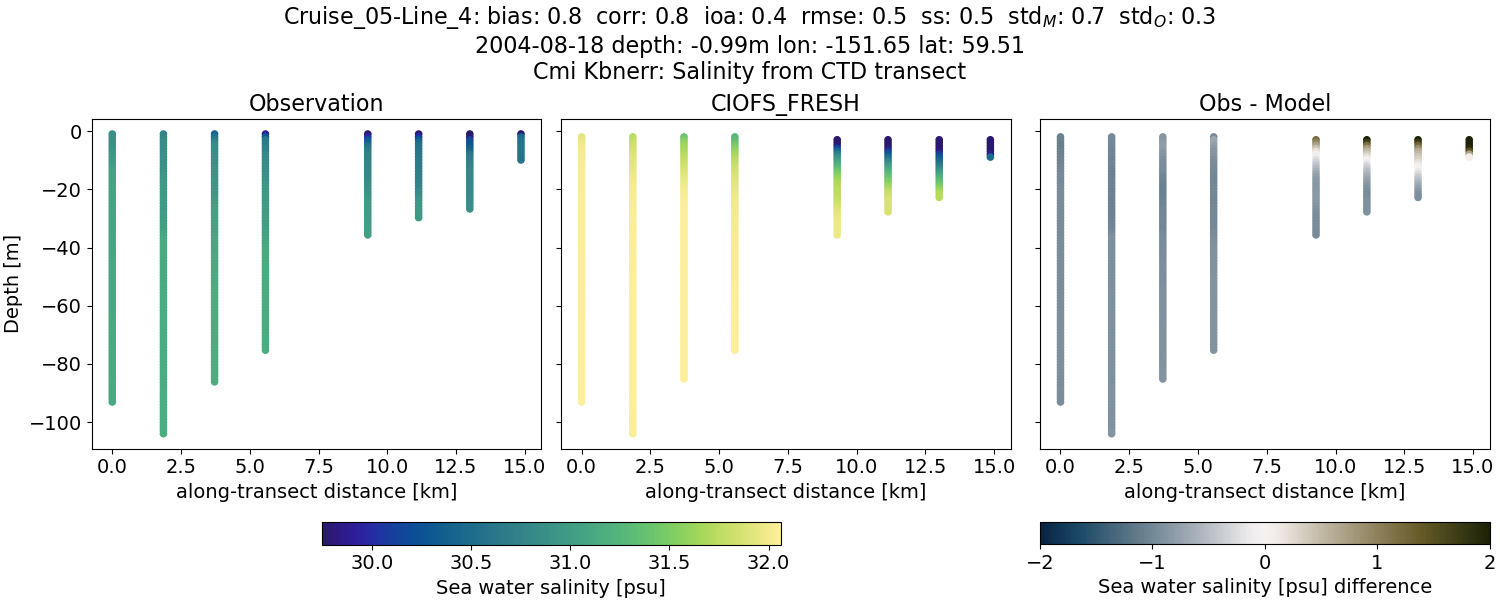 Cruise_05-Line_4: bias: 0.8 corr: 0.8 ioa: 0.4 rmse: 0.5 ss: 0.5 std_M: 0.7 std_O: 0.3
2004-08-18 depth: -0.99m lon: -151.65 lat: 59.51
Cmi Kbnerr: Salinity from CTD transect
Observation
CIOFS_FRESH
Obs - Model
0
−20
−40
−60
−80
−100
Depth [m]
0.0 2.5 5.0 7.5 10.0 12.5 15.0
0.0 2.5 5.0 7.5 10.0 12.5 15.0
0.0 2.5 5.0 7.5 10.0 12.5 15.0
along-transect distance [km]
along-transect distance [km]
along-transect distance [km]
30.0 30.5 31.0 31.5 32.0
Sea water salinity [psu]
−2 −1 0 1 2
Sea water salinity [psu] difference